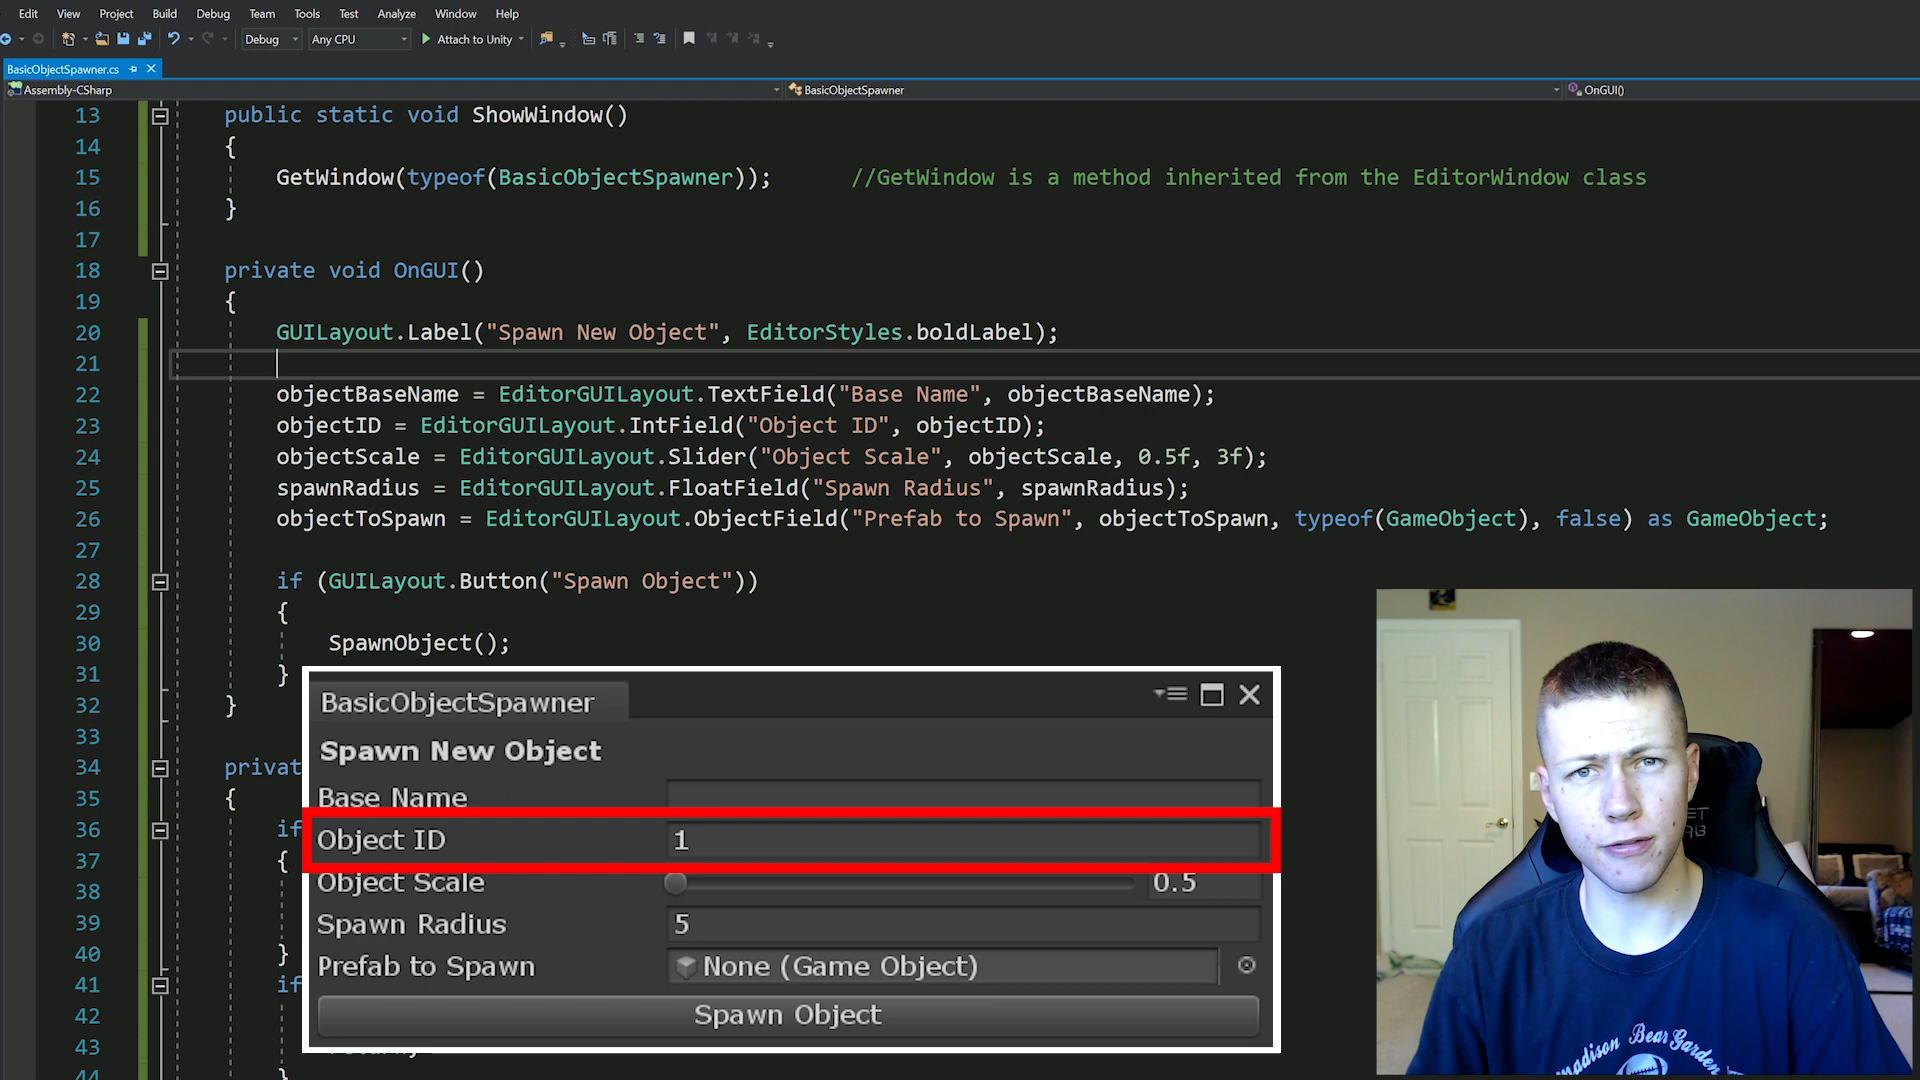 Edit View Project Build Debug Team Tools Test Analyze Window Help
Debug Any CPU Attach to Unity
BasicObjectSpawner.cs
Assembly-CSharp BasicObjectSpawner OnGUI()
13 public static void ShowWindow()
14 {
15 GetWindow(typeof(BasicObjectSpawner)); //GetWindow is a method inherited from the EditorWindow class
16 }
17
18 private void OnGUI()
19 {
20 GUILayout.Label("Spawn New Object", EditorStyles.boldLabel);
21
22 objectBaseName = EditorGUILayout.TextField("Base Name", objectBaseName);
23 objectID = EditorGUILayout.IntField("Object ID", objectID);
24 objectScale = EditorGUILayout.Slider("Object Scale", objectScale, 0.5f, 3f);
25 spawnRadius = EditorGUILayout.FloatField("Spawn Radius", spawnRadius);
26 objectToSpawn = EditorGUILayout.ObjectField("Prefab to Spawn", objectToSpawn, typeof(GameObject), false) as GameObject;
27
28 if (GUILayout.Button("Spawn Object"))
29 {
30 SpawnObject();
31 }
32 }
33
34 privat
35 {
36 if
37 {
38
39
40 }
41 if
42
43
44 }
BasicObjectSpawner
Spawn New Object
Base Name
Object ID 1
Object Scale 0.5
Spawn Radius 5
Prefab to Spawn None (Game Object)
Spawn Object
madison Bear Garden